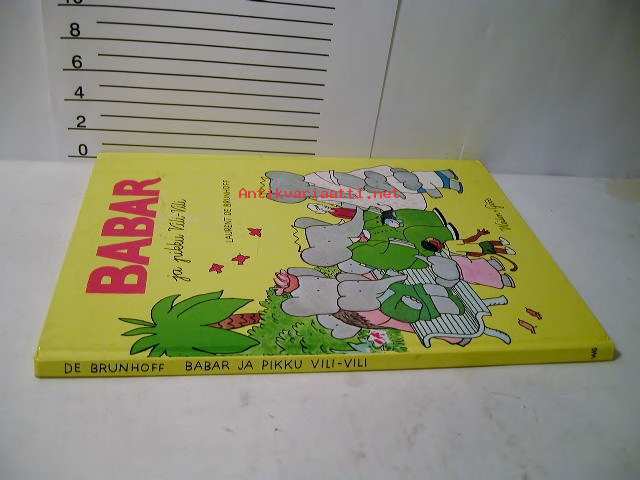 10
8
6
4
2
0
BABAR
ja pikku Vili-Vili
LAURENT DE BRUNHOFF
Antikvariaatti.net
DE BRUNHOFF BABAR JA PIKKU VILI-VILI